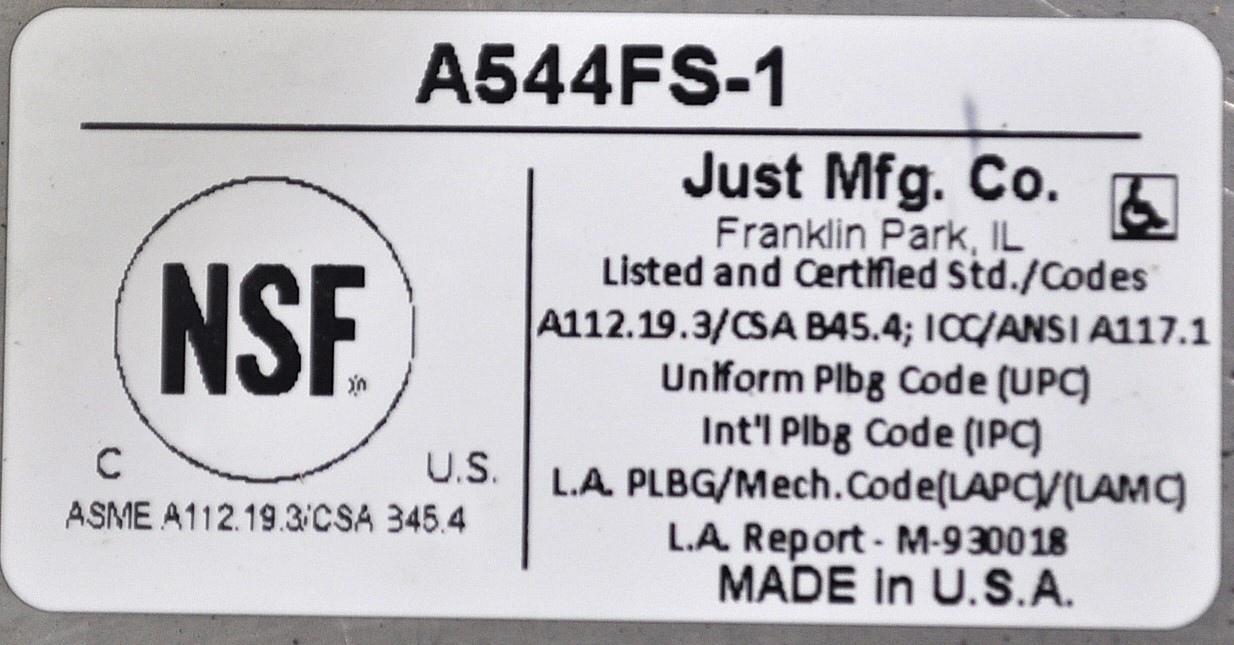 A544FS-1
NSF
C U.S.
ASME A112.19.3/CSA B45.4
Just Mfg. Co.
Franklin Park, IL
Listed and Certified Std./Codes
A112.19.3/CSA B45.4; ICC/ANSI A117.1
Uniform Plbg Code (UPC)
Int'l Plbg Code (IPC)
L.A. PLBG/Mech.Code(LAPC)/(LAMC)
L.A. Report - M-930018
MADE in U.S.A.